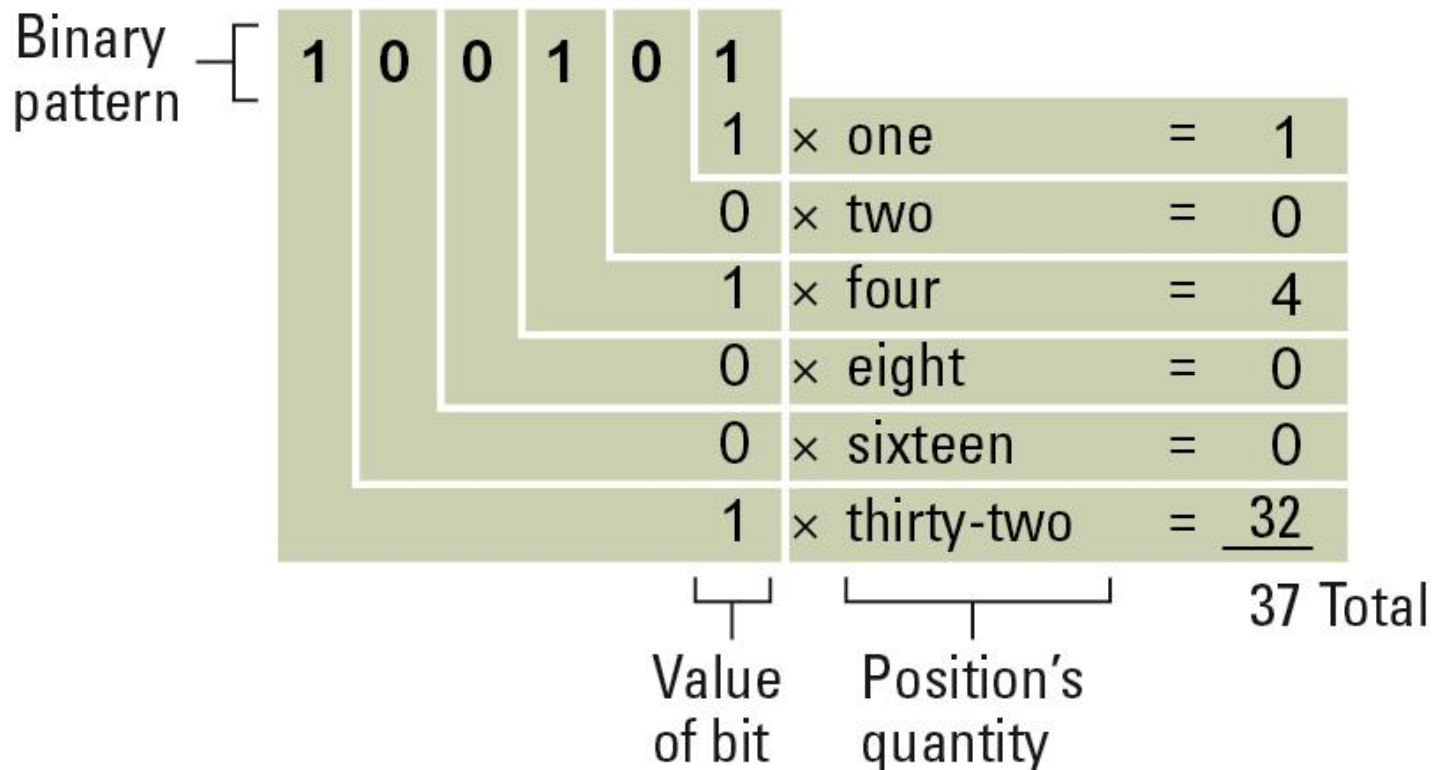 Binary
pattern
1 0 0 1 0 1
1 × one = 1
0 × two = 0
1 × four = 4
0 × eight = 0
0 × sixteen = 0
1 × thirty-two = 32
37 Total
Value
of bit
Position's
quantity